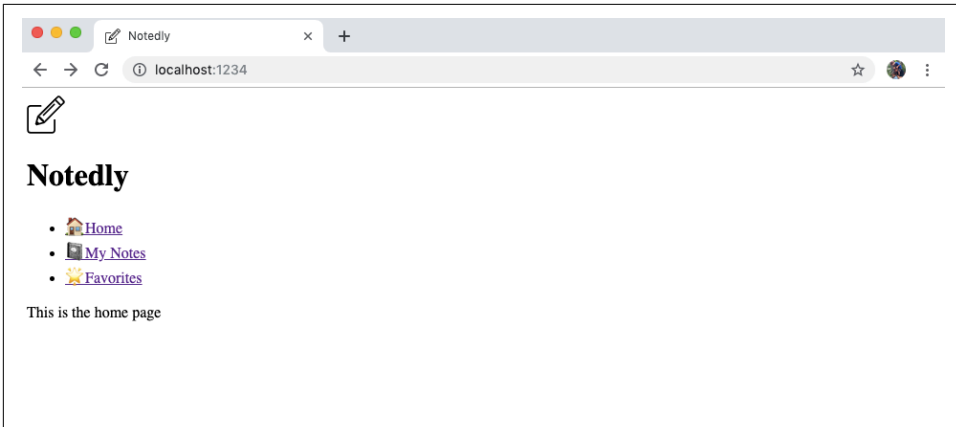 Notedly
localhost:1234
Notedly
Home
My Notes
Favorites
This is the home page